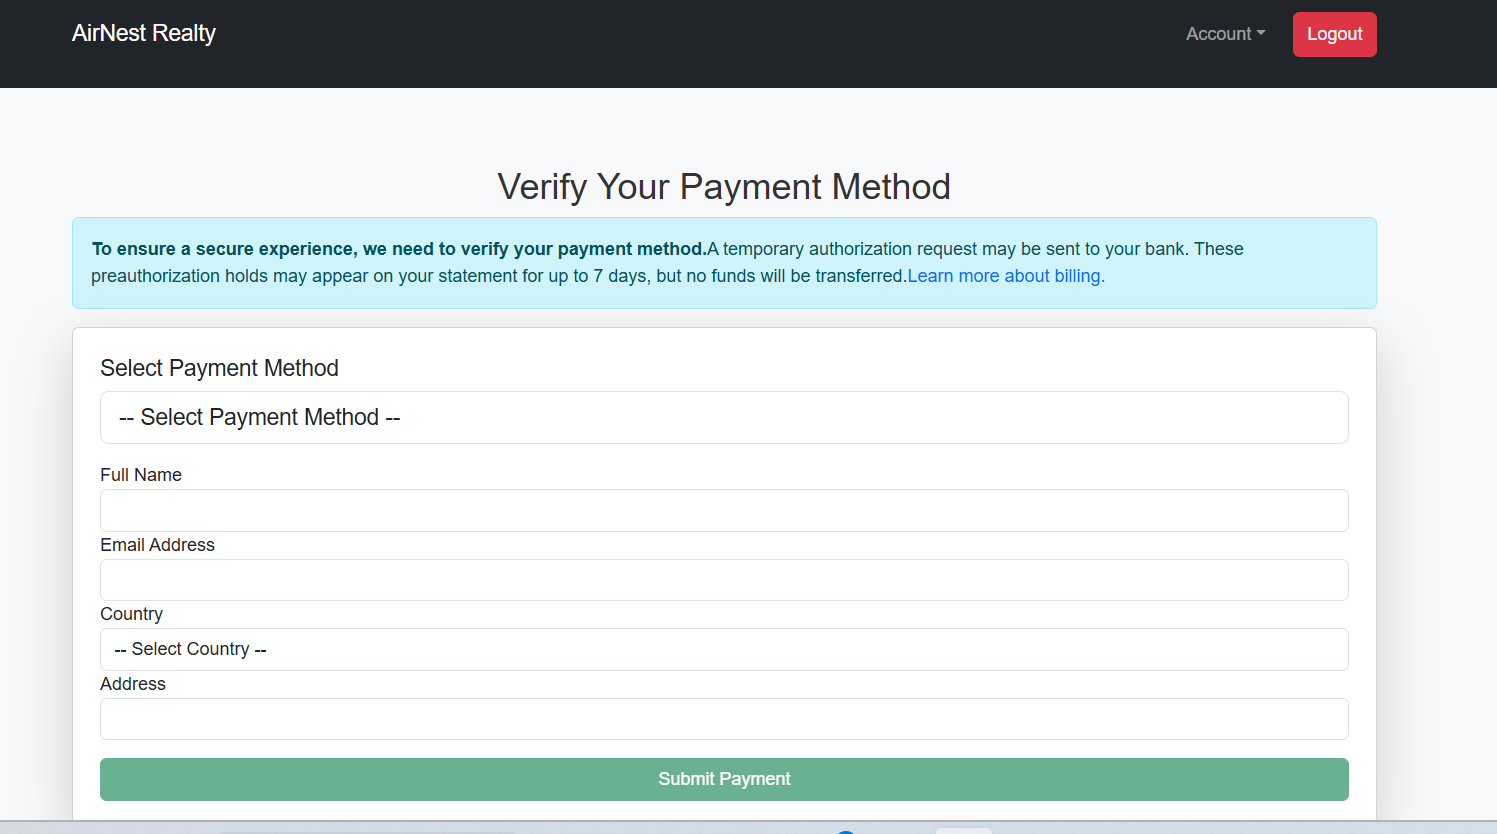 AirNest Realty
Account
Logout
Verify Your Payment Method
To ensure a secure experience, we need to verify your payment method.A temporary authorization request may be sent to your bank. These
preauthorization holds may appear on your statement for up to 7 days, but no funds will be transferred.Learn more about billing.
Select Payment Method
-- Select Payment Method --
Full Name
Email Address
Country
-- Select Country --
Address
Submit Payment